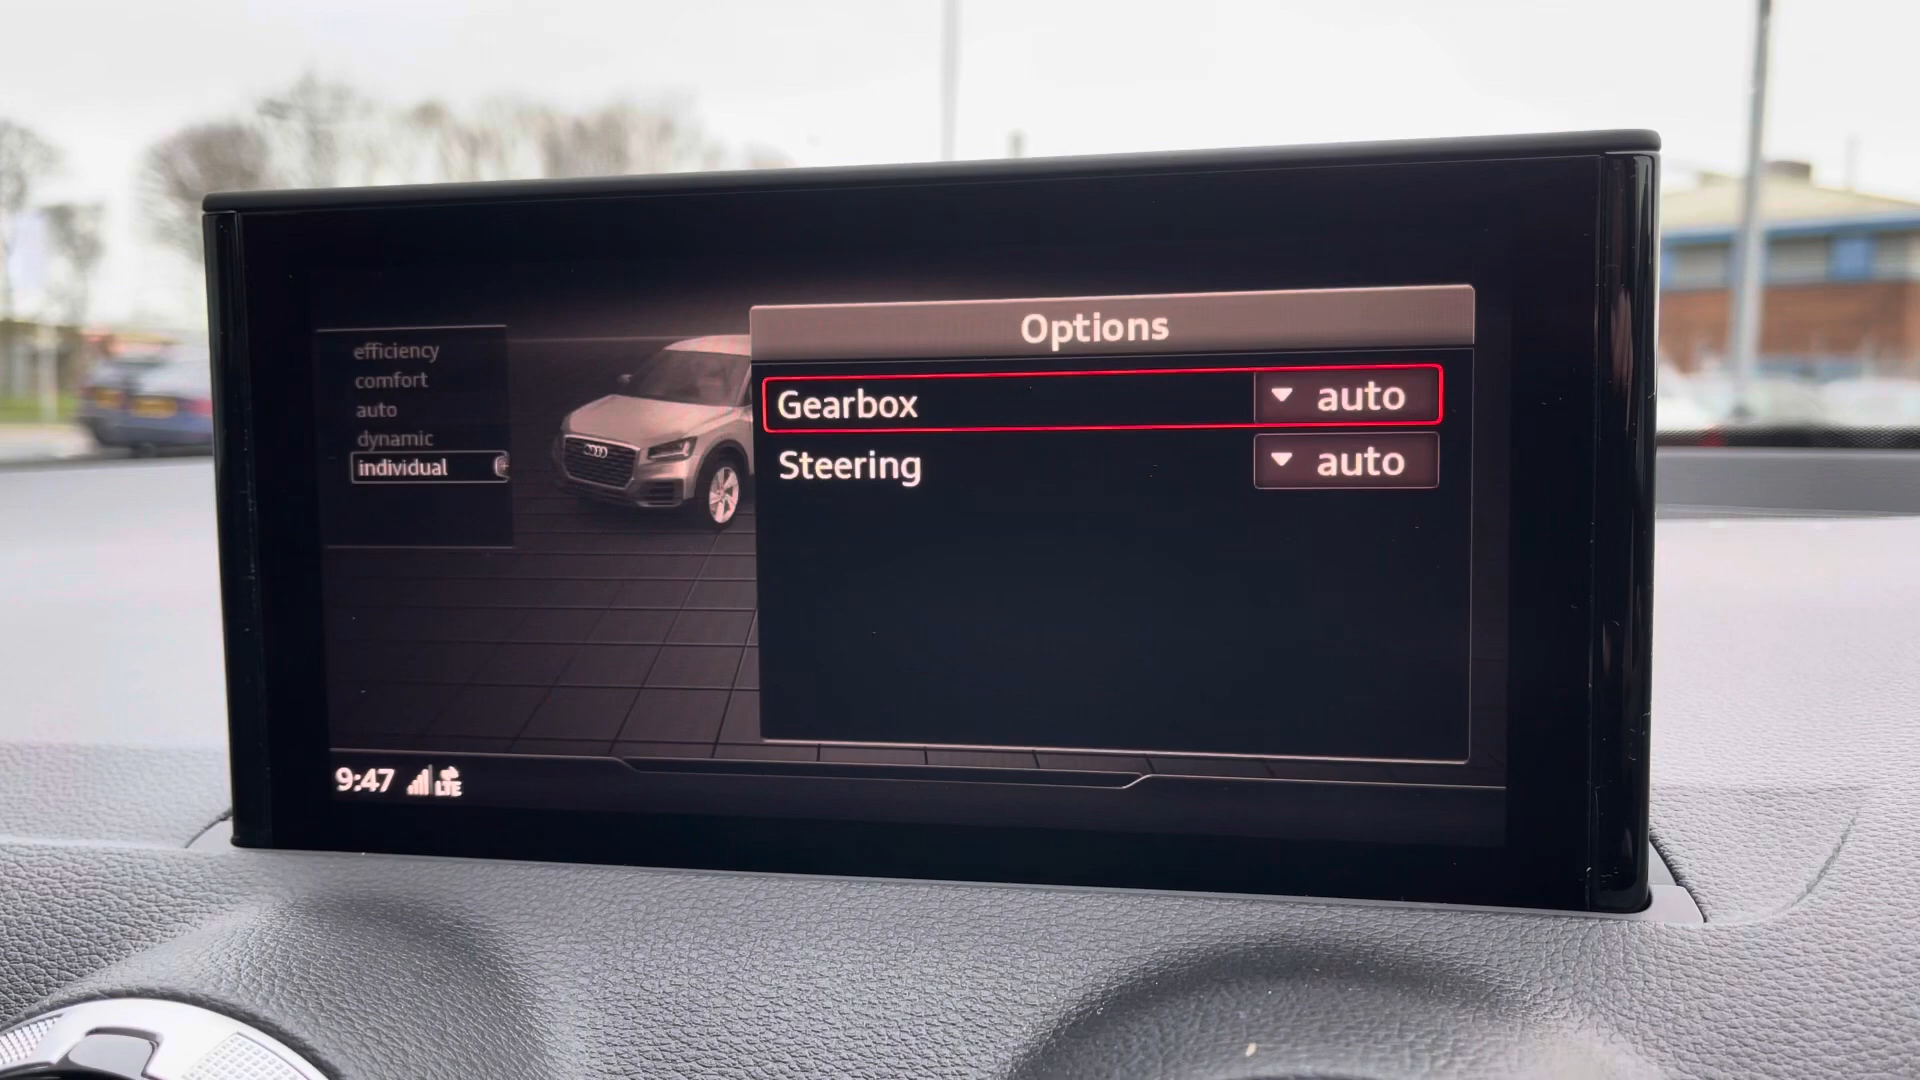 Options
efficiency
comfort
auto
dynamic
individual
Gearbox auto
Steering auto
9:47 LTE